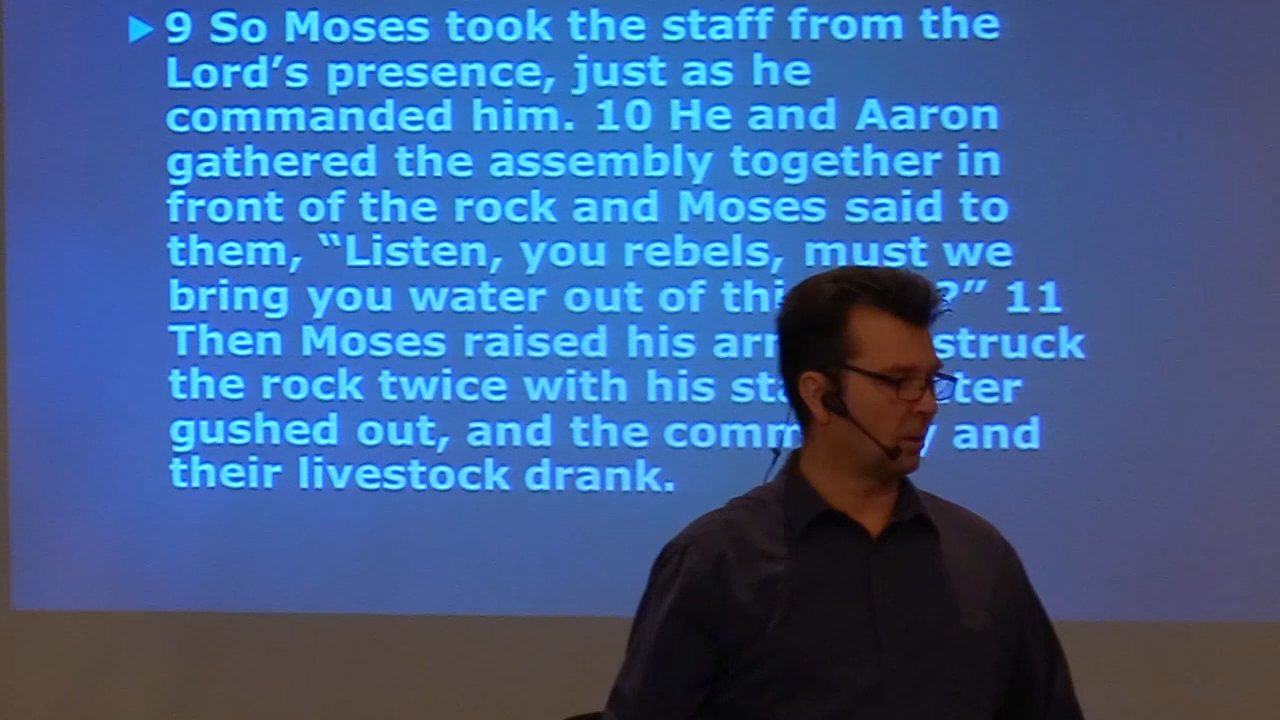 9 So Moses took the staff from the
Lord’s presence, just as he
commanded him. 10 He and Aaron
gathered the assembly together in
front of the rock and Moses said to
them, “Listen, you rebels, must we
bring you water out of thi ?” 11
Then Moses raised his arm struck
the rock twice with his sta ter
gushed out, and the comm y and
their livestock drank.